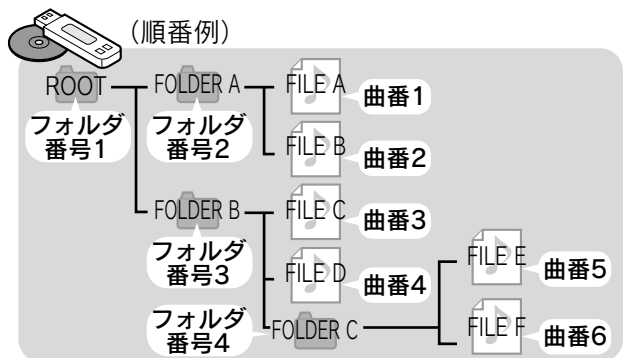 (順番例)
ROOT
フォルダ
番号1
FOLDER A
フォルダ
番号2
FILE A
曲番1
FILE B
曲番2
FOLDER B
フォルダ
番号3
FILE C
曲番3
FILE D
曲番4
フォルダ
番号4
FOLDER C
FILE E
曲番5
FILE F
曲番6